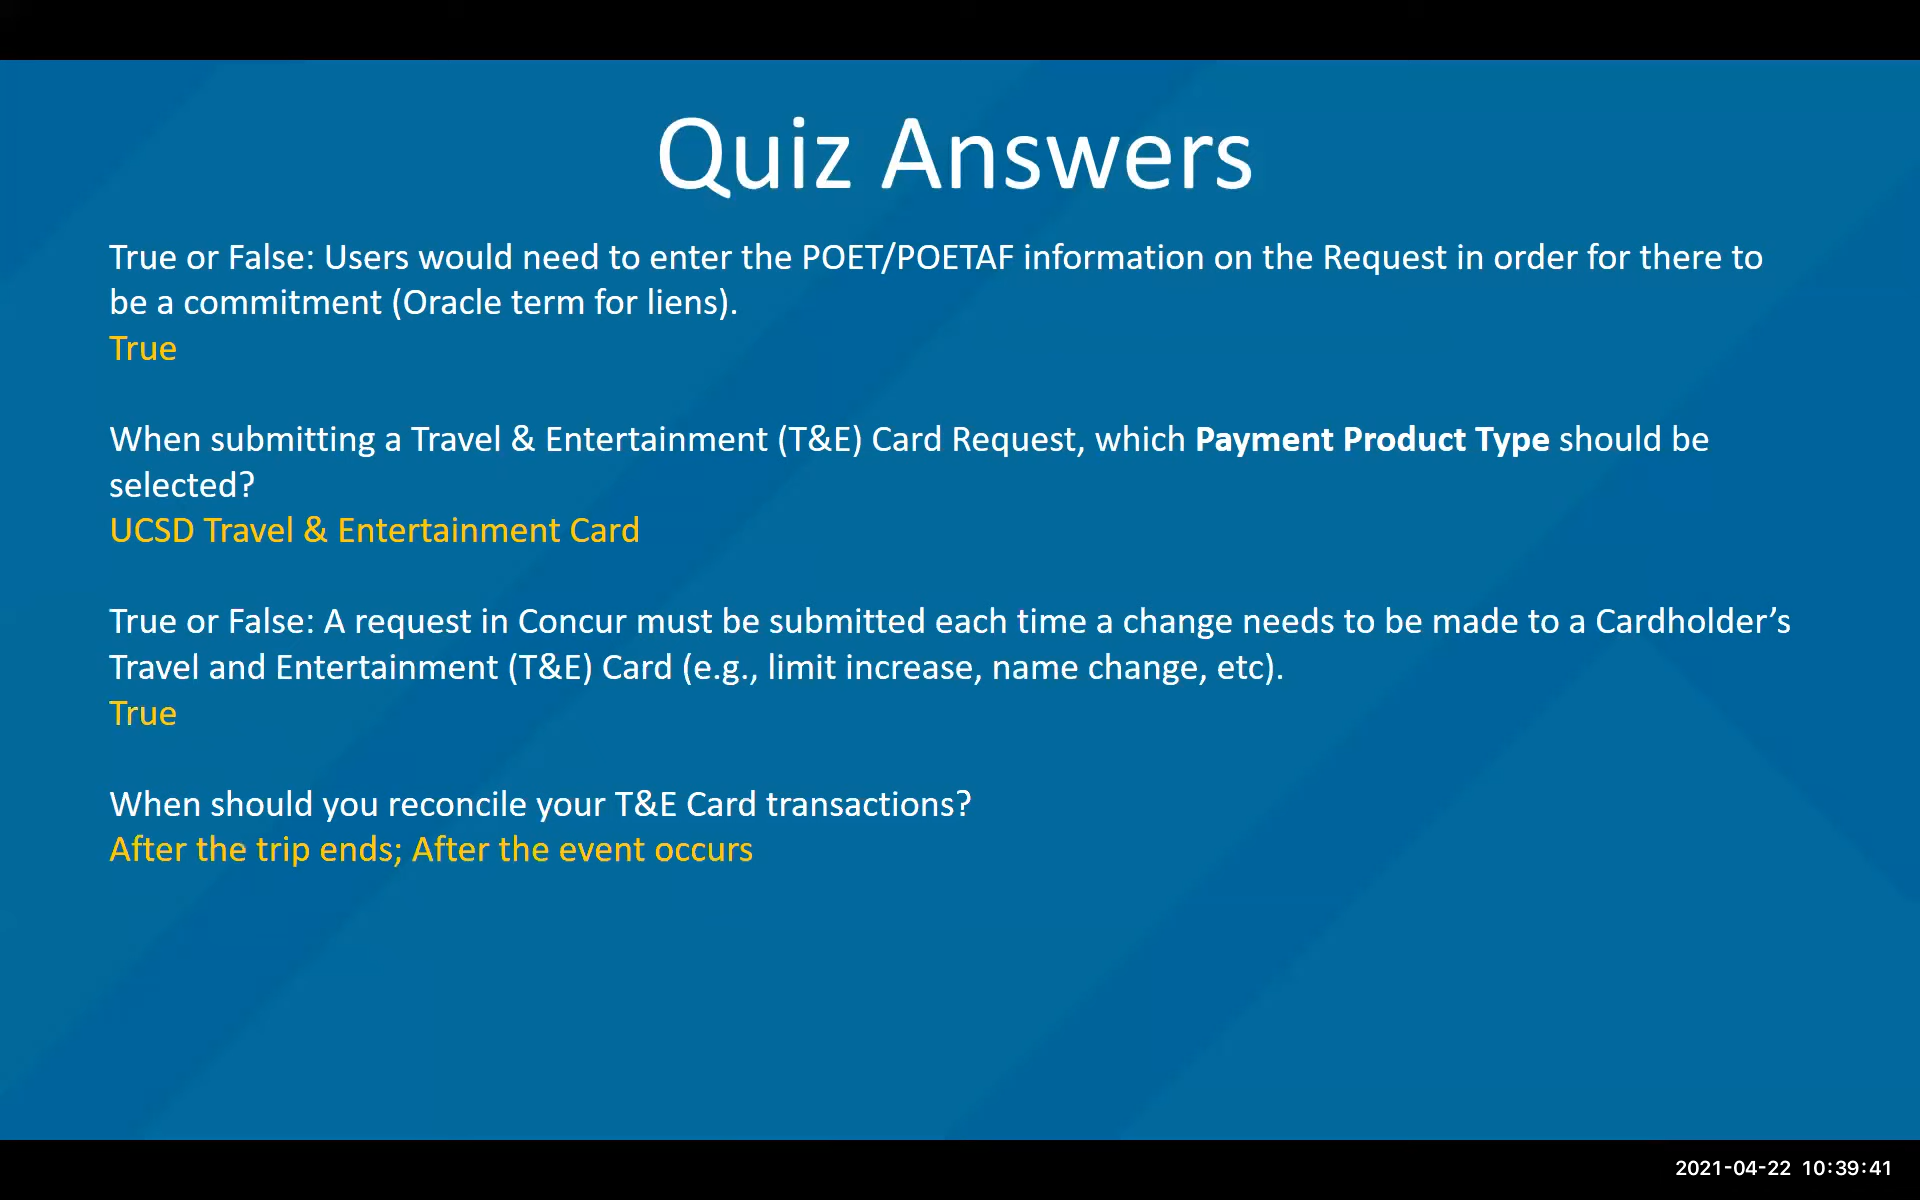 Quiz Answers
True or False: Users would need to enter the POET/POETAF information on the Request in order for there to
be a commitment (Oracle term for liens).
True
When submitting a Travel & Entertainment (T&E) Card Request, which Payment Product Type should be
selected?
UCSD Travel & Entertainment Card
True or False: A request in Concur must be submitted each time a change needs to be made to a Cardholder’s
Travel and Entertainment (T&E) Card (e.g., limit increase, name change, etc).
True
When should you reconcile your T&E Card transactions?
After the trip ends; After the event occurs
2021-04-22 10:39:41